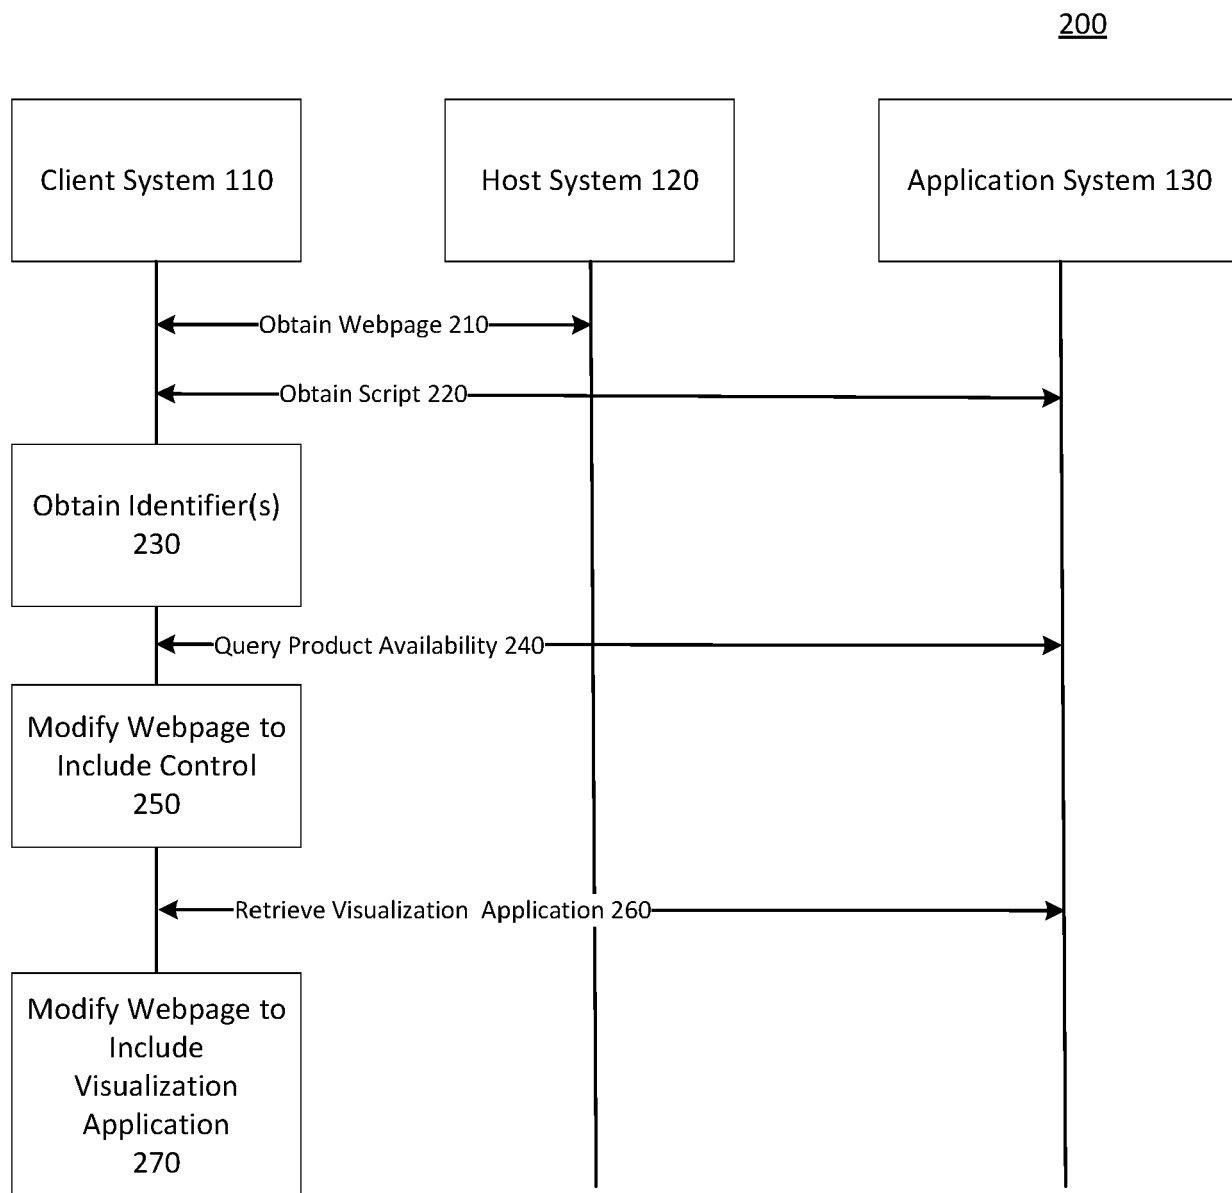 200
Client System 110
Host System 120
Application System 130
Obtain Webpage 210
Obtain Script 220
Obtain Identifier(s)
230
Query Product Availability 240
Modify Webpage to
Include Control
250
Retrieve Visualization Application 260
Modify Webpage to
Include
Visualization
Application
270